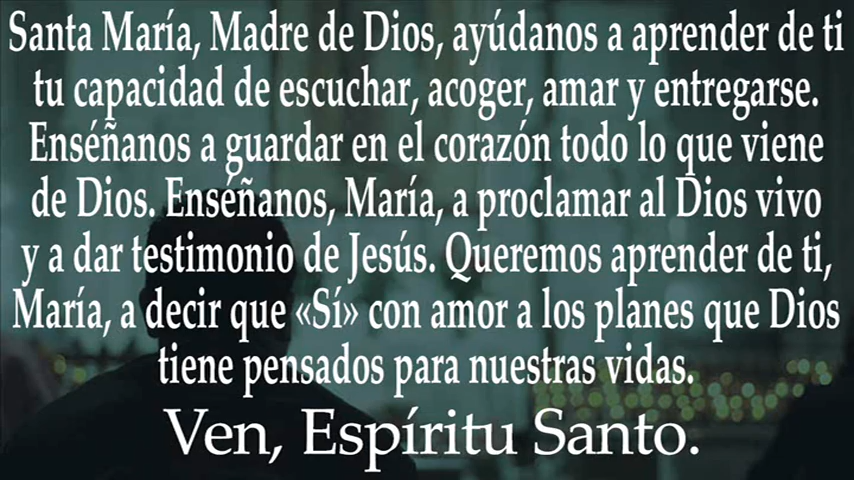 Santa María, Madre de Dios, ayúdanos a aprender de ti
tu capacidad de escuchar, acoger, amar y entregarse.
Enséñanos a guardar en el corazón todo lo que viene
de Dios. Enséñanos, María, a proclamar al Dios vivo
y a dar testimonio de Jesús. Queremos aprender de ti,
María, a decir que «Sí» con amor a los planes que Dios
tiene pensados para nuestras vidas.
Ven, Espíritu Santo.